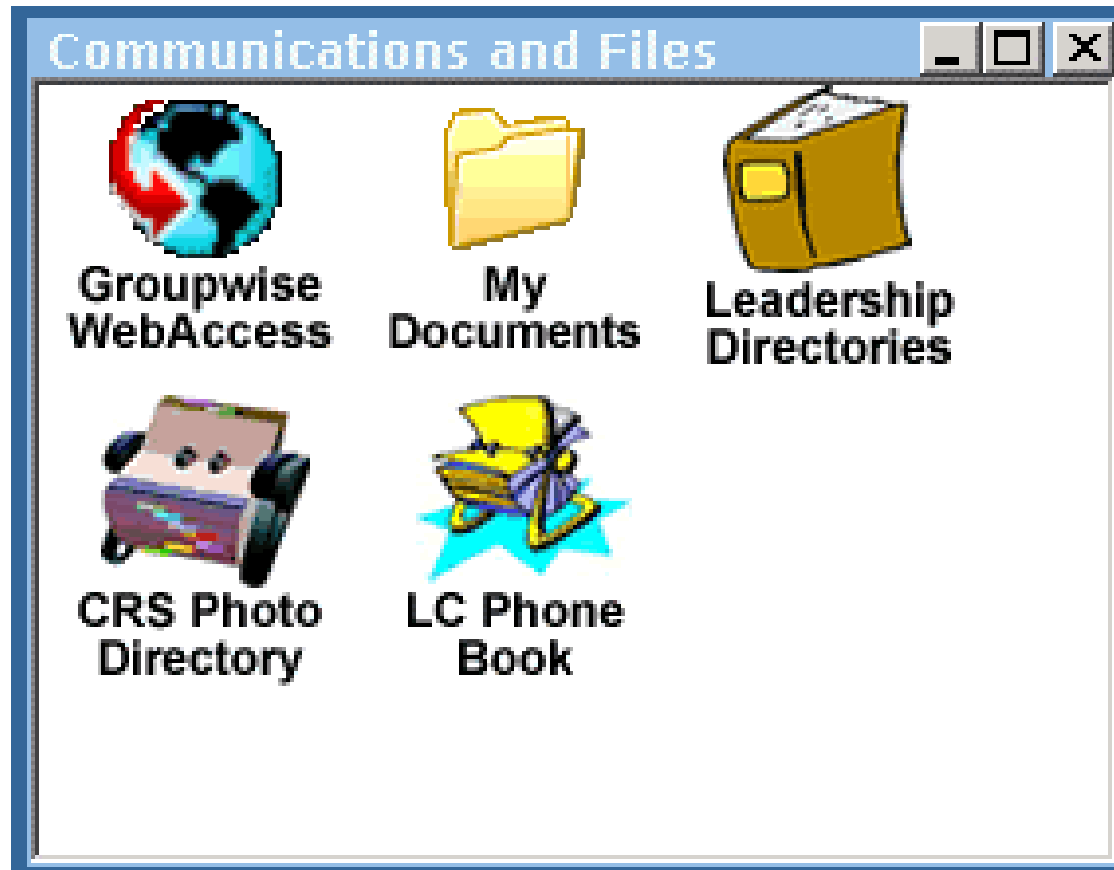 Communications and Files
Groupwise
WebAccess
My
Documents
Leadership
Directories
CRS Photo
Directory
LC Phone
Book